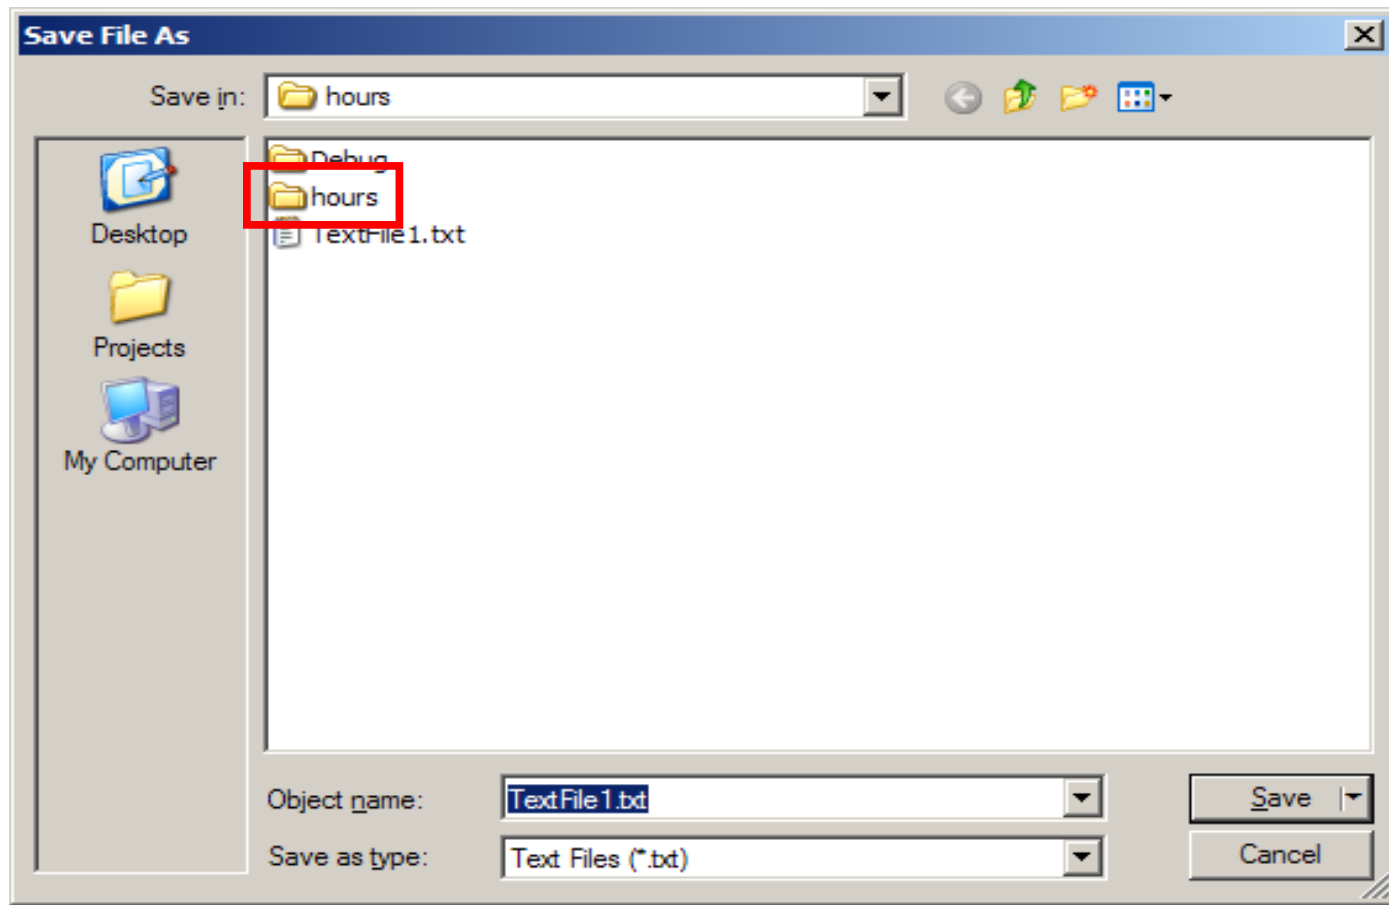 Save File As
Save in:
hours
Debug
hours
TextFile1.txt
Desktop
Projects
My Computer
Object name:
TextFile1.txt
Save
Save as type:
Text Files (*.txt)
Cancel